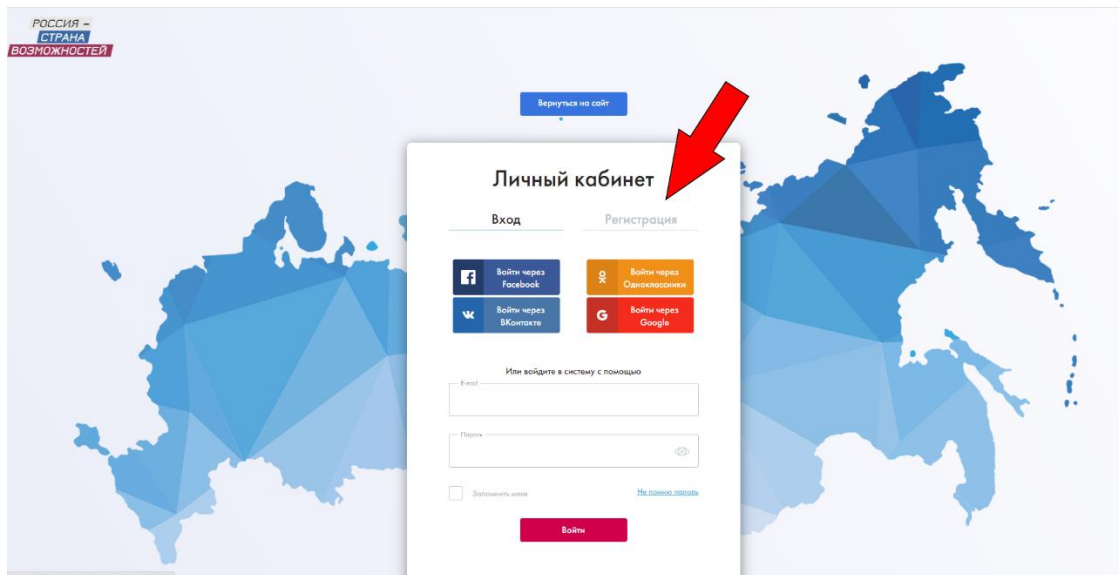 РОССИЯ –
СТРАНА
ВОЗМОЖНОСТЕЙ
Вернуться на сайт
Личный кабинет
Вход
Регистрация
Войти через
Facebook
Войти через
Одноклассники
Войти через
ВКонтакте
Войти через
Google
Или войдите в систему с помощью
E-mail
Пароль
Запомнить меня
Не помню пароль
Войти